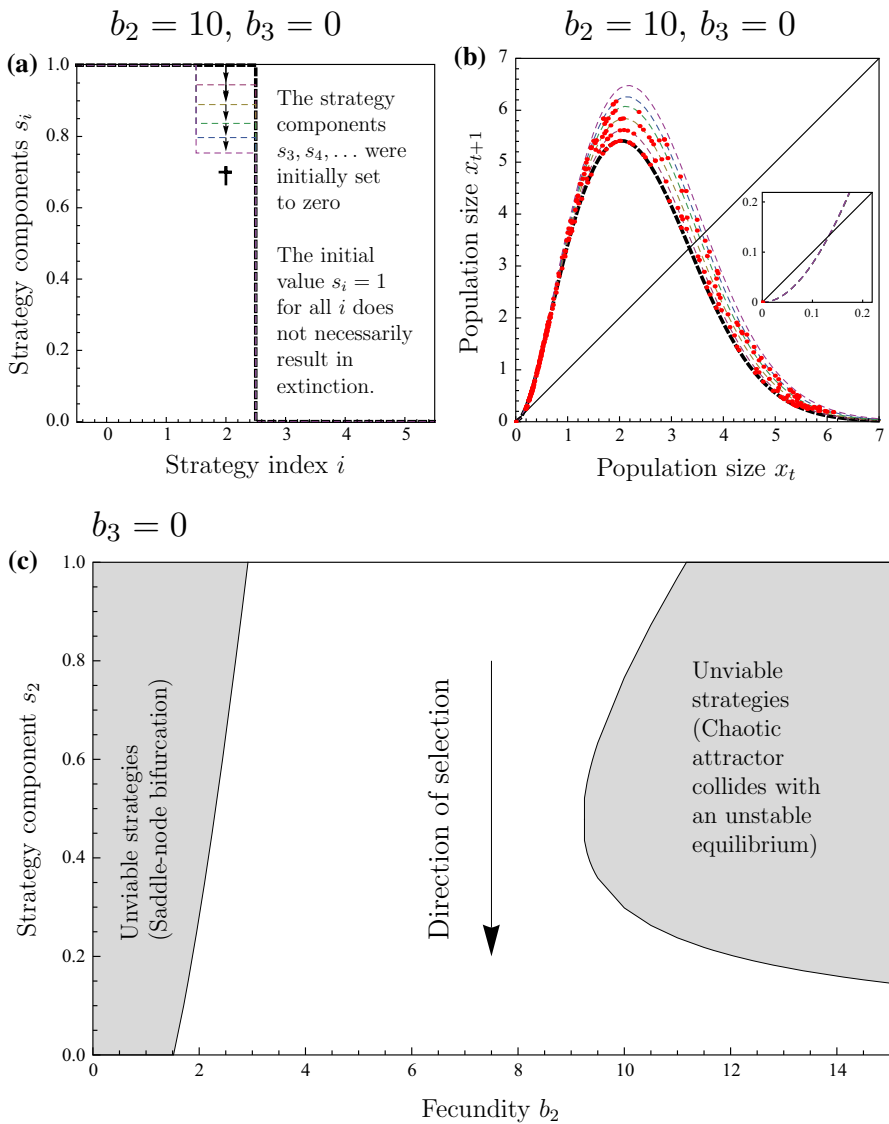 b₂ = 10, b₃ = 0
(a)
1.0
0.8
0.6
0.4
0.2
0.0
Strategy components sᵢ
0
1
2
3
4
5
Strategy index i
†
The strategy
components
s₃, s₄, … were
initially set
to zero
The initial
value sᵢ = 1
for all i does
not necessarily
result in
extinction.
b₂ = 10, b₃ = 0
(b)
7
6
5
4
3
2
1
0
Population size xₜ₊₁
0
1
2
3
4
5
6
7
Population size xₜ
0.2
0.1
0
0
0.1
0.2
b₃ = 0
(c)
1.0
0.8
0.6
0.4
0.2
0.0
Strategy component s₂
0
2
4
6
8
10
12
14
Fecundity b₂
Unviable strategies
(Saddle-node bifurcation)
Direction of selection
Unviable
strategies
(Chaotic
attractor
collides with
an unstable
equilibrium)